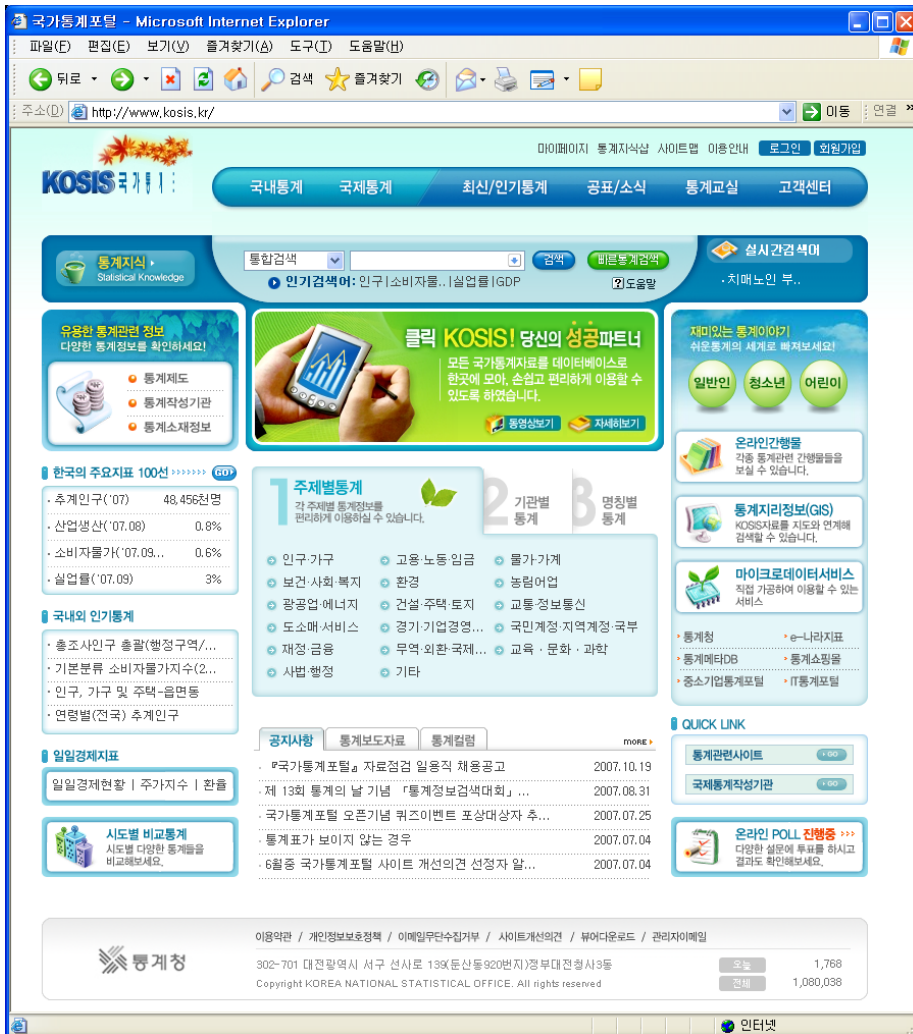 국가통계포털 - Microsoft Internet Explorer
파일(F) 편집(E) 보기(V) 즐겨찾기(A) 도구(T) 도움말(H)
뒤로 검색 즐겨찾기
주소(D) http://www.kosis.kr/ 이동 연결 »
마이페이지 통계지식샵 사이트맵 이용안내 로그인 회원가입
KOSIS
국내통계 국제통계 최신/인기통계 공표/소식 통계교실 고객센터
통계지식
Statistical Knowledge
통합검색 검색 빠른통계검색
인기검색어: 인구|소비자물..|실업률|GDP ?도움말
실시간검색어
·치매노인 부..
유용한 통계관련 정보
다양한 통계정보를 확인하세요!
통계제도
통계작성기관
통계소재정보
클릭 KOSIS! 당신의 성공파트너
모든 국가통계자료를 데이터베이스로
한곳에 모아, 손쉽고 편리하게 이용할 수
있도록 하였습니다.
동영상보기 자세히보기
재미있는 통계이야기
쉬운통계의 세계로 빠져보세요!
일반인 청소년 어린이
온라인간행물
각종 통계관련 간행물들을
보실 수 있습니다.
통계지리정보(GIS)
KOSIS자료를 지도와 연계해
검색할 수 있습니다.
마이크로데이터서비스
직접 가공하여 이용할 수 있는
서비스
통계청 e-나라지표
통계메타DB 통계쇼핑몰
중소기업통계포털 IT통계포털
한국의 주요지표 100선 >>>>>>> GO
· 추계인구('07) 48,456천명
· 산업생산('07.08) 0.8%
· 소비자물가('07.09... 0.6%
· 실업률('07.09) 3%
1 주제별통계
각 주제별 통계정보를
편리하게 이용하실 수 있습니다.
2 기관별
통계
3 명칭별
통계
인구·가구 고용·노동·임금 물가·가계
보건·사회·복지 환경 농림어업
광공업·에너지 건설·주택·토지 교통·정보통신
도소매·서비스 경기·기업경영... 국민계정·지역계정·국부
재정·금융 무역·외환·국제... 교육·문화·과학
사법·행정 기타
국내외 인기통계
· 총조사인구 총괄(행정구역/...
· 기본분류 소비자물가지수(2...
· 인구, 가구 및 주택-읍면동
· 연령별(전국) 추계인구
일일경제지표
일일경제현황 | 주가지수 | 환율
시도별 비교통계
시도별 다양한 통계들을
비교해보세요.
공지사항 통계보도자료 통계컬럼 MORE
· 『국가통계포털』 자료점검 일용직 채용공고 2007.10.19
· 제 13회 통계의 날 기념 「통계정보검색대회」... 2007.08.31
· 국가통계포털 오픈기념 퀴즈이벤트 포상대상자 추... 2007.07.25
· 통계표가 보이지 않는 경우 2007.07.04
· 6월중 국가통계포털 사이트 개선의견 선정자 알... 2007.07.04
QUICK LINK
통계관련사이트 GO
국제통계작성기관 GO
온라인 POLL 진행중 >>>
다양한 설문에 투표를 하시고
결과도 확인해보세요.
통계청
이용약관 / 개인정보보호정책 / 이메일무단수집거부 / 사이트개선의견 / 뷰어다운로드 / 관리자이메일
302-701 대전광역시 서구 선사로 139(둔산동920번지)정부대전청사3동
Copyright KOREA NATIONAL STATISTICAL OFFICE. All rights reserved
오늘 1,768
전체 1,080,038
인터넷